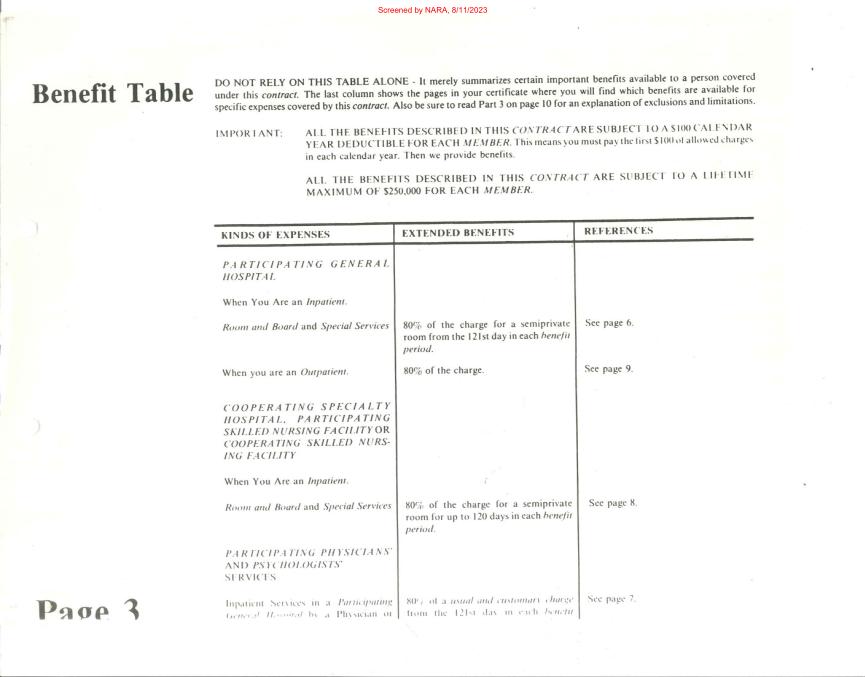 Screened by NARA, 8/11/2023
Benefit Table
DO NOT RELY ON THIS TABLE ALONE - It merely summarizes certain important benefits available to a person covered
under this contract. The last column shows the pages in your certificate where you will find which benefits are available for
specific expenses covered by this contract. Also be sure to read Part 3 on page 10 for an explanation of exclusions and limitations.
IMPORTANT: ALL THE BENEFITS DESCRIBED IN THIS CONTRACT ARE SUBJECT TO A $100 CALENDAR
YEAR DEDUCTIBLE FOR EACH MEMBER. This means you must pay the first $100 of allowed charges
in each calendar year. Then we provide benefits.
ALL THE BENEFITS DESCRIBED IN THIS CONTRACT ARE SUBJECT TO A LIFETIME
MAXIMUM OF $250,000 FOR EACH MEMBER.
KINDS OF EXPENSES EXTENDED BENEFITS REFERENCES
PARTICIPATING GENERAL
HOSPITAL
When You Are an Inpatient.
Room and Board and Special Services 80% of the charge for a semiprivate See page 6.
room from the 121st day in each benefit
period.
When you are an Outpatient. 80% of the charge. See page 9.
COOPERATING SPECIALTY
HOSPITAL, PARTICIPATING
SKILLED NURSING FACILITY OR
COOPERATING SKILLED NURS-
ING FACILITY
When You Are an Inpatient.
Room and Board and Special Services 80% of the charge for a semiprivate See page 8.
room for up to 120 days in each benefit
period.
PARTICIPATING PHYSICIANS'
AND PSYCHOLOGISTS'
SERVICES
Inpatient Services in a Participating 80% of a usual and customary charge See page 7.
General Hospital by a Physician or from the 121st day in each benefit
Page 3